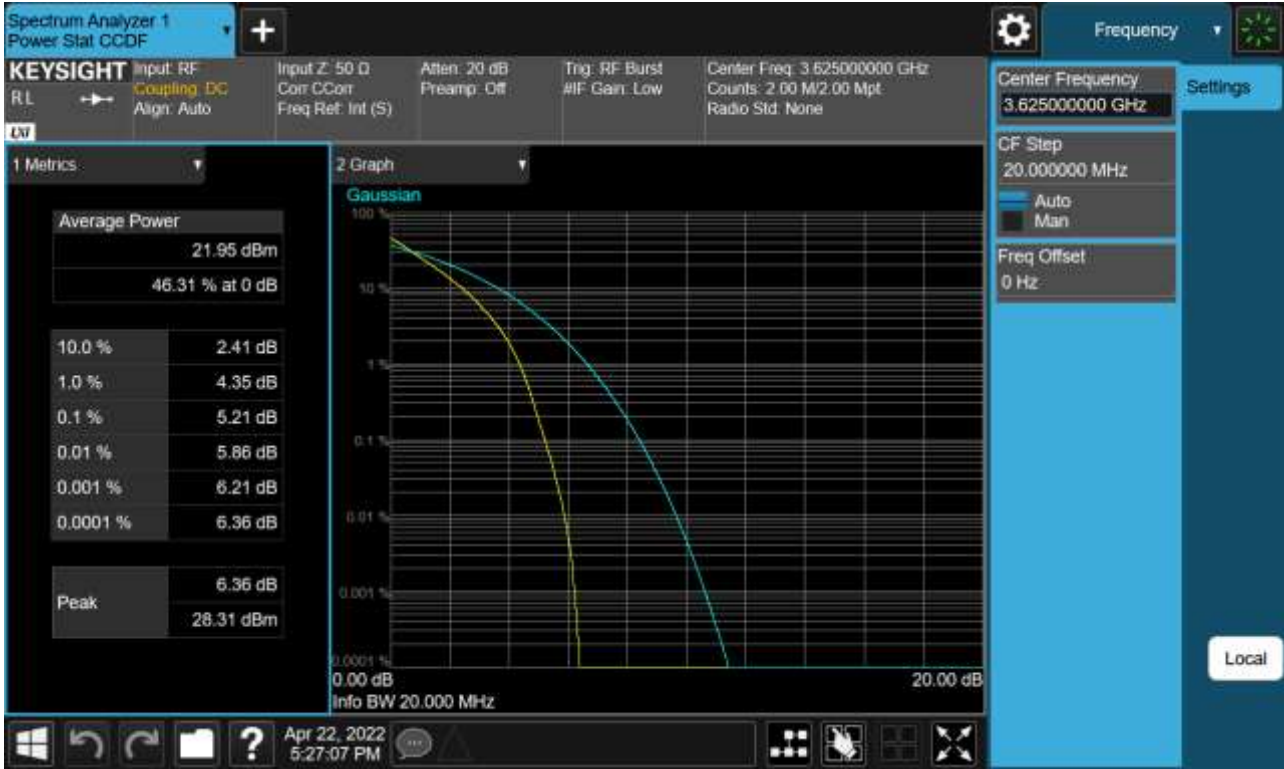 Spectrum Analyzer 1
Power Stat CCDF
Frequency
KEYSIGHT
RL
LXI
Input: RF
Coupling: DC
Align: Auto
Input Z: 50 Ω
Corr CCorr
Freq Ref: Int (S)
Atten: 20 dB
Preamp: Off
Trig: RF Burst
#IF Gain: Low
Center Freq: 3.625000000 GHz
Counts: 2.00 M/2.00 Mpt
Radio Std: None
Center Frequency
3.625000000 GHz
Settings
CF Step
20.000000 MHz
Auto
Man
Freq Offset
0 Hz
1 Metrics
Average Power
21.95 dBm
46.31 % at 0 dB
10.0 % 2.41 dB
1.0 % 4.35 dB
0.1 % 5.21 dB
0.01 % 5.86 dB
0.001 % 6.21 dB
0.0001 % 6.36 dB
Peak
6.36 dB
28.31 dBm
2 Graph
Gaussian
100 %
10 %
1 %
0.1 %
0.01 %
0.001 %
0.0001 %
0.00 dB 20.00 dB
Info BW 20.000 MHz
Local
?
Apr 22, 2022
5:27:07 PM